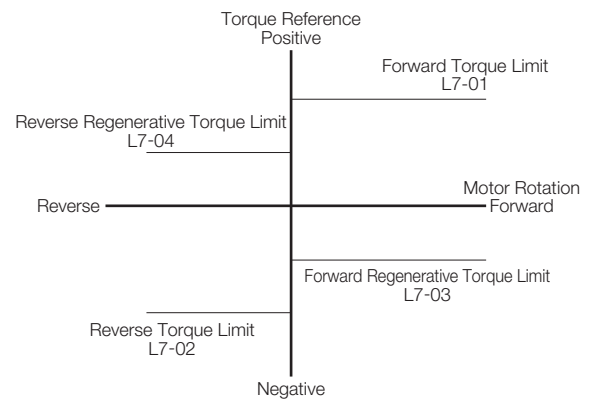 Torque Reference
Positive
Forward Torque Limit
L7-01
Reverse Regenerative Torque Limit
L7-04
Motor Rotation
Reverse
Forward
Forward Regenerative Torque Limit
L7-03
Reverse Torque Limit
L7-02
Negative